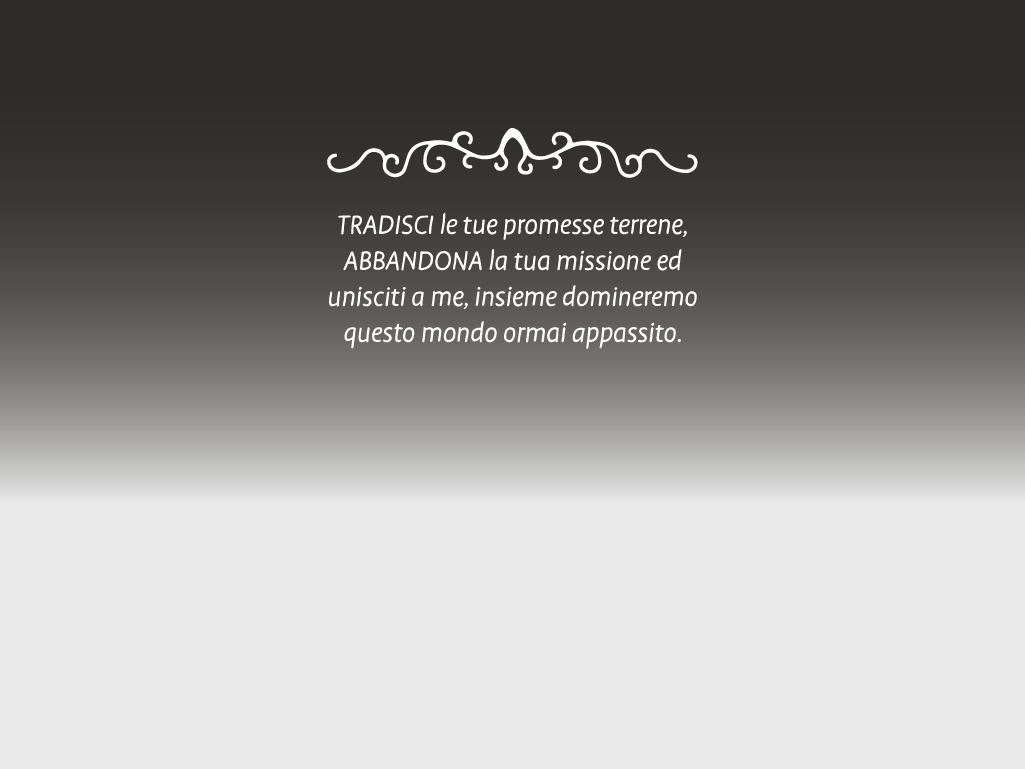 TRADISCI le tue promesse terrene,
ABBANDONA la tua missione ed
unisciti a me, insieme domineremo
questo mondo ormai appassito.